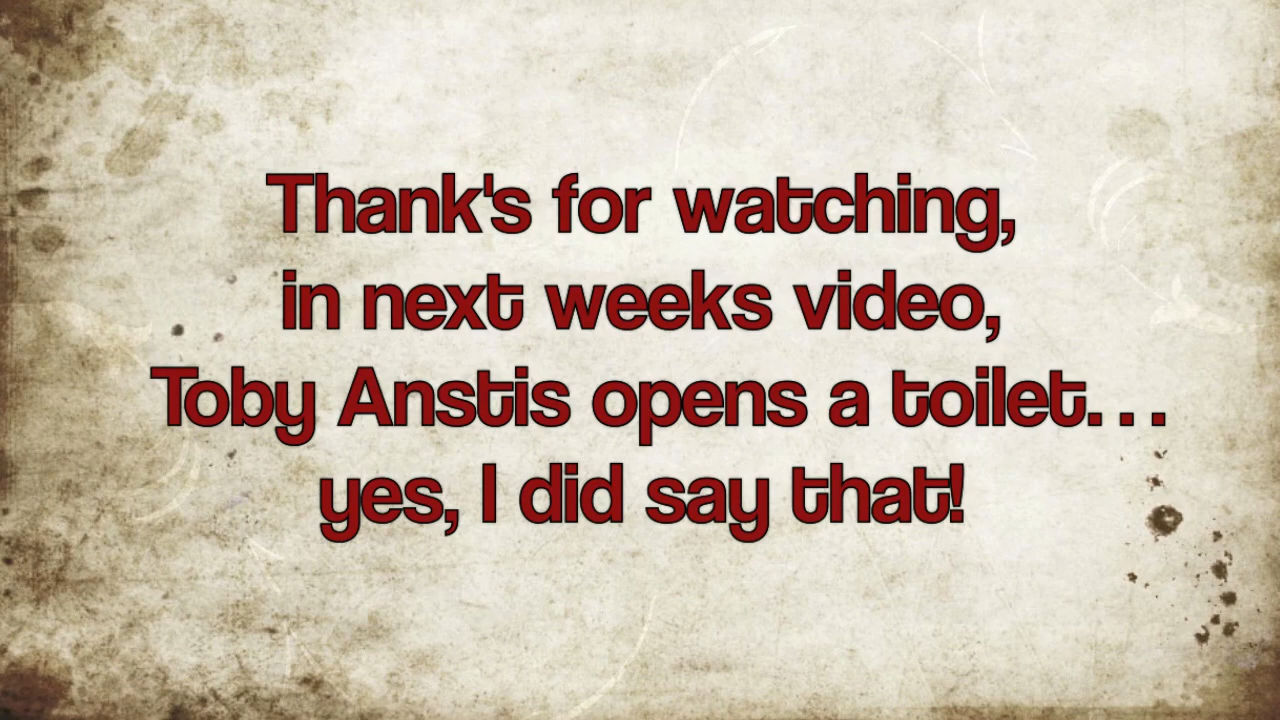 Thank's for watching,
in next weeks video,
Toby Anstis opens a toilet...
yes, I did say that!